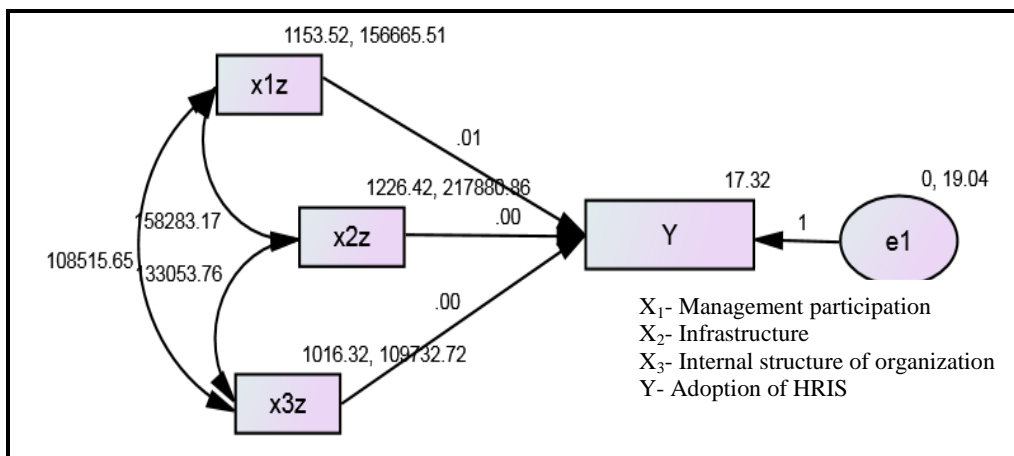 1153.52, 156665.51
x1z
.01
1226.42, 217880.86
17.32
0, 19.04
158283.17
x2z
.00
Y
1
e1
108515.65
133053.76
.00
X₁- Management participation
X₂- Infrastructure
X₃- Internal structure of organization
Y- Adoption of HRIS
1016.32, 109732.72
x3z